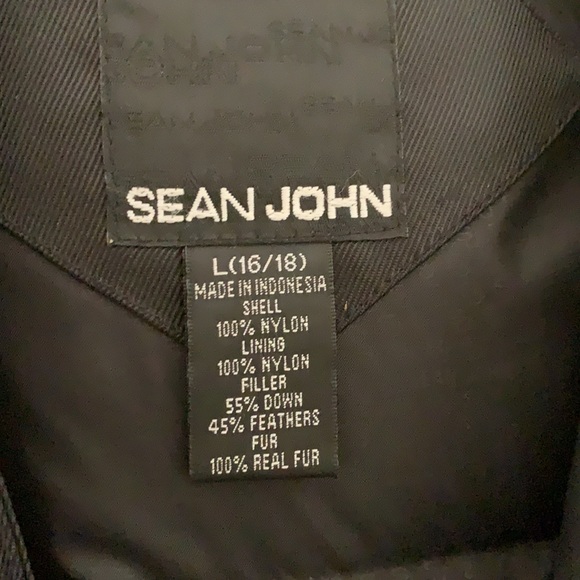 SEAN JOHN
L(16/18)
MADE IN INDONESIA
SHELL
100% NYLON
LINING
100% NYLON
FILLER
55% DOWN
45% FEATHERS
FUR
100% REAL FUR